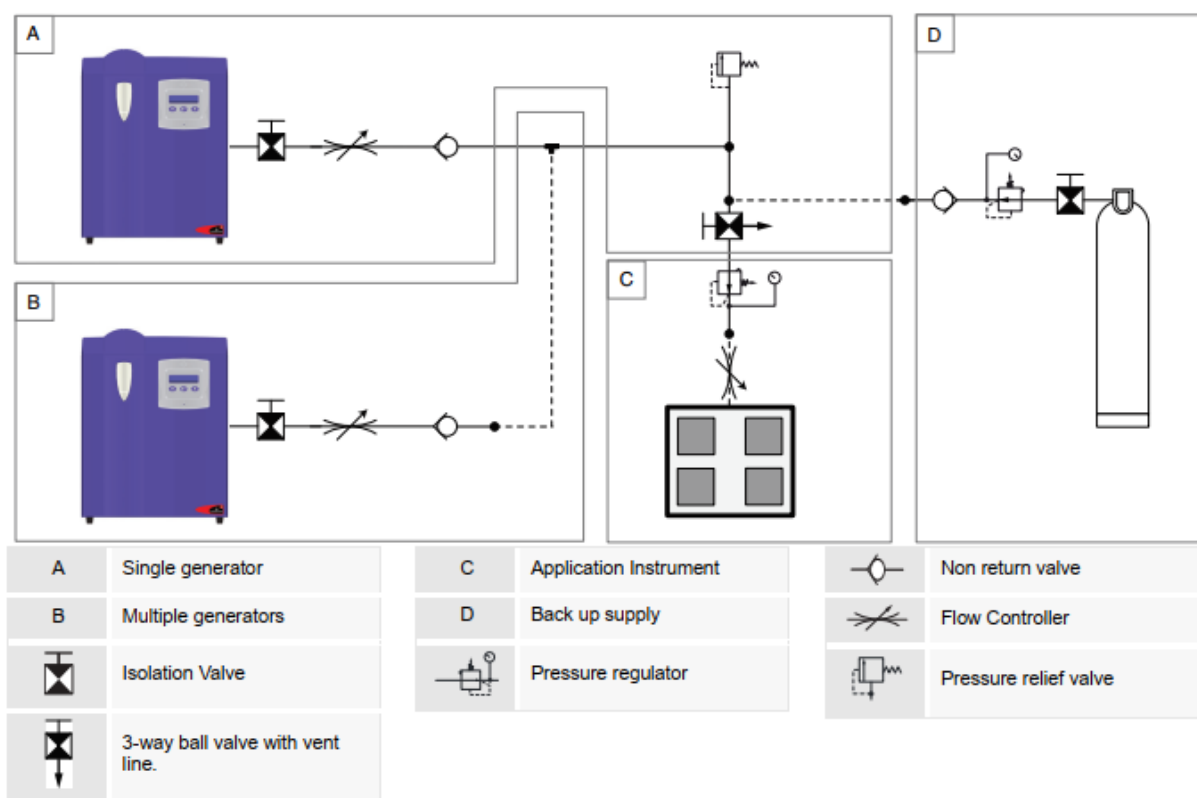 A
D
B
C
A Single generator
C Application Instrument
Non return valve
B Multiple generators
D Back up supply
Flow Controller
Isolation Valve
Pressure regulator
Pressure relief valve
3-way ball valve with vent
line.